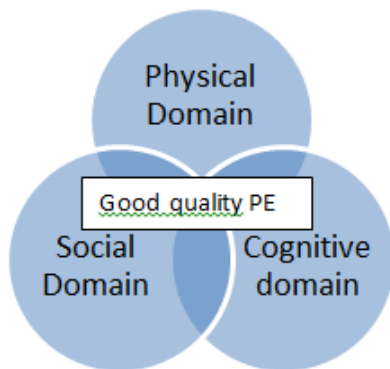 Physical
Domain
Good quality PE
Social
Domain
Cognitive
domain